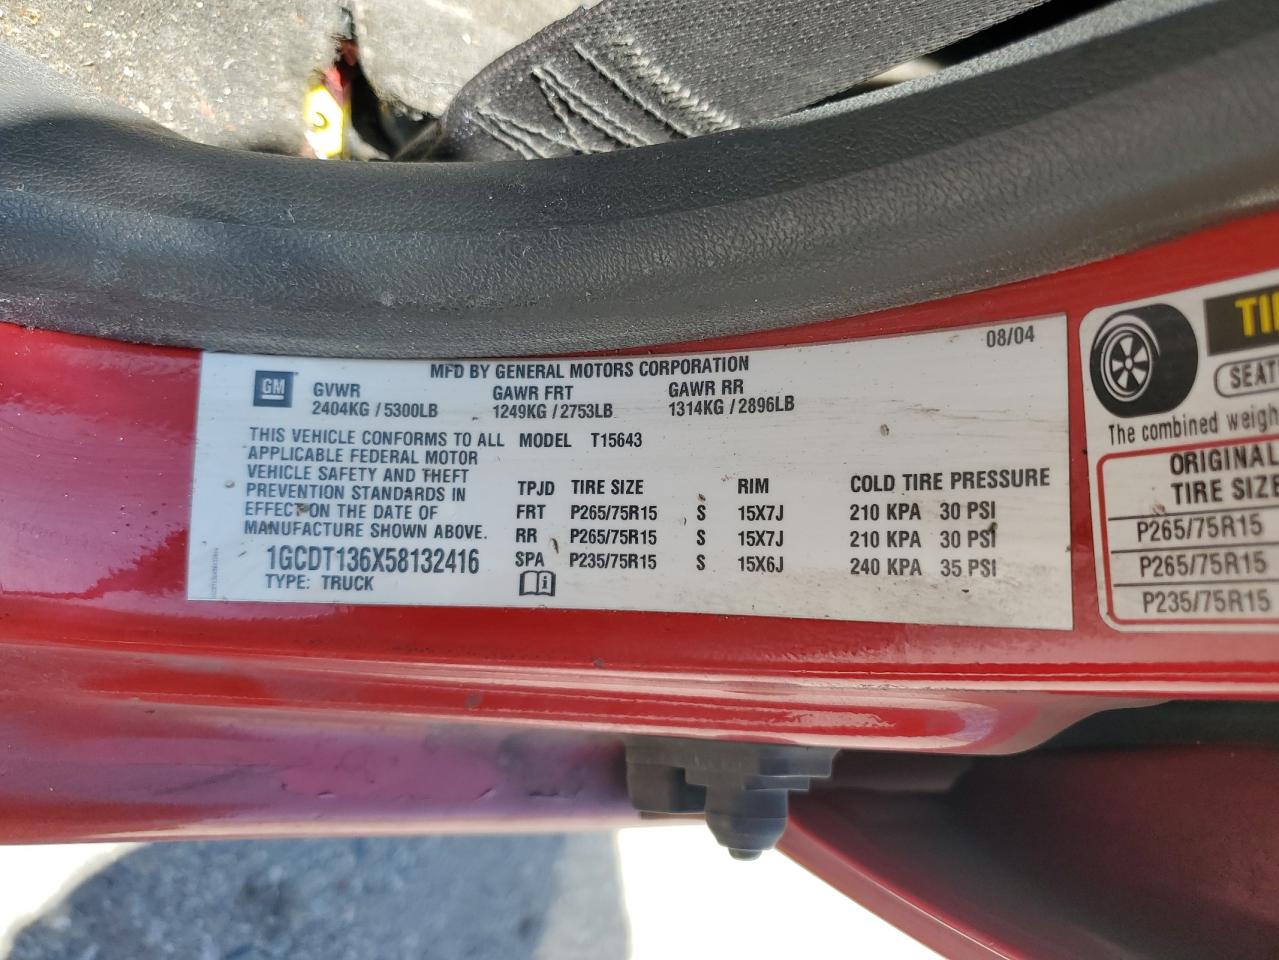 08/04
MFD BY GENERAL MOTORS CORPORATION
GM
GVWR GAWR FRT GAWR RR
2404KG / 5300LB 1249KG / 2753LB 1314KG / 2896LB
THIS VEHICLE CONFORMS TO ALL
APPLICABLE FEDERAL MOTOR
VEHICLE SAFETY AND THEFT
PREVENTION STANDARDS IN
EFFECT ON THE DATE OF
MANUFACTURE SHOWN ABOVE.
1GCDT136X58132416
TYPE: TRUCK
MODEL T15643
TPJD TIRE SIZE RIM COLD TIRE PRESSURE
FRT P265/75R15 S 15X7J 210 KPA 30 PSI
RR P265/75R15 S 15X7J 210 KPA 30 PSI
SPA P235/75R15 S 15X6J 240 KPA 35 PSI
TI
SEAT
The combined weigh
ORIGINAL
TIRE SIZE
P265/75R15
P265/75R15
P235/75R15